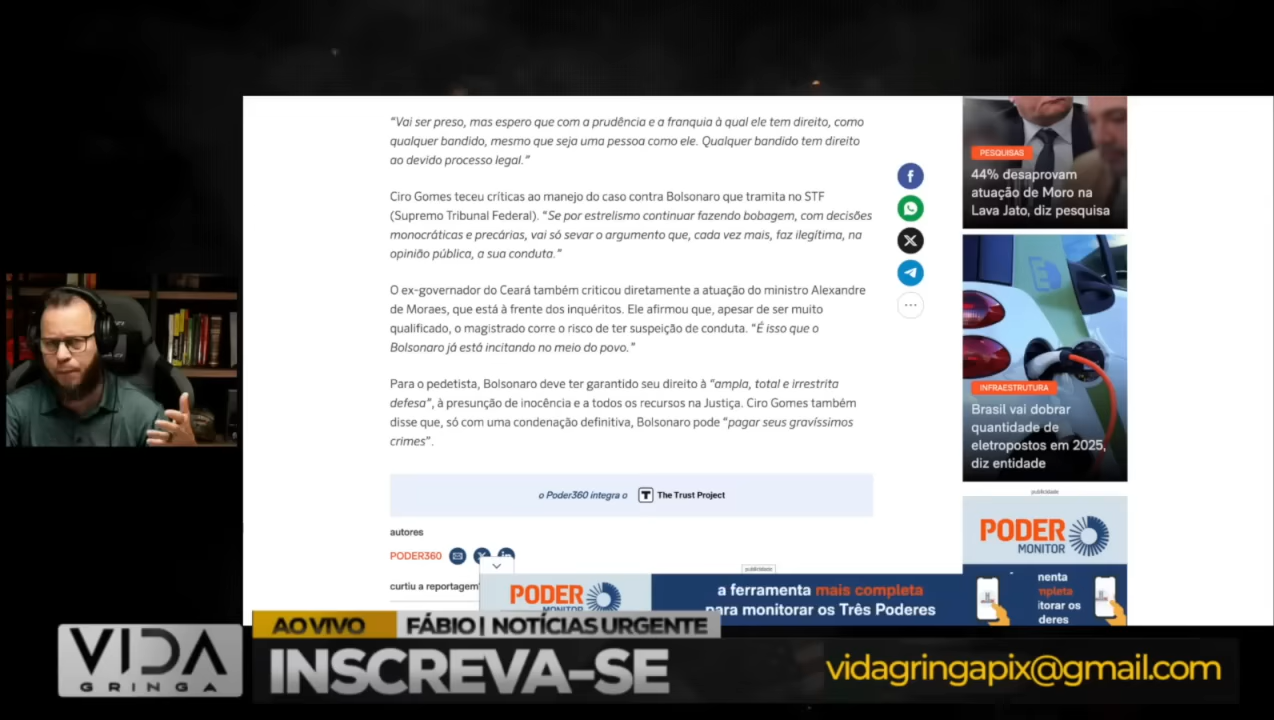 “Vai ser preso, mas espero que com a prudência e a franquia à qual ele tem direito, como
qualquer bandido, mesmo que seja uma pessoa como ele. Qualquer bandido tem direito
ao devido processo legal.”
Ciro Gomes teceu críticas ao manejo do caso contra Bolsonaro que tramita no STF
(Supremo Tribunal Federal). “Se por estrelismo continuar fazendo bobagem, com decisões
monocráticas e precárias, vai só sevar o argumento que, cada vez mais, faz ilegítima, na
opinião pública, a sua conduta.”
O ex-governador do Ceará também criticou diretamente a atuação do ministro Alexandre
de Moraes, que está à frente dos inquéritos. Ele afirmou que, apesar de ser muito
qualificado, o magistrado corre o risco de ter suspeição de conduta. “É isso que o
Bolsonaro já está incitando no meio do povo.”
Para o pedetista, Bolsonaro deve ter garantido seu direito à “ampla, total e irrestrita
defesa”, à presunção de inocência e a todos os recursos na Justiça. Ciro Gomes também
disse que, só com uma condenação definitiva, Bolsonaro pode “pagar seus gravíssimos
crimes”.
o Poder360 integra o T The Trust Project
autores
PODER360
curtiu a reportagem
PESQUISAS
44% desaprovam
atuação de Moro na
Lava Jato, diz pesquisa
INFRAESTRUTURA
Brasil vai dobrar
quantidade de
eletropostos em 2025,
diz entidade
publicidade
PODER
MONITOR
publicidade
PODER
MONITOR
a ferramenta mais completa
para monitorar os Três Poderes
menta
mpleta
itorar os
deres
AO VIVO FÁBIO | NOTÍCIAS URGENTE
VIDA
GRINGA
INSCREVA-SE
vidagringapix@gmail.com